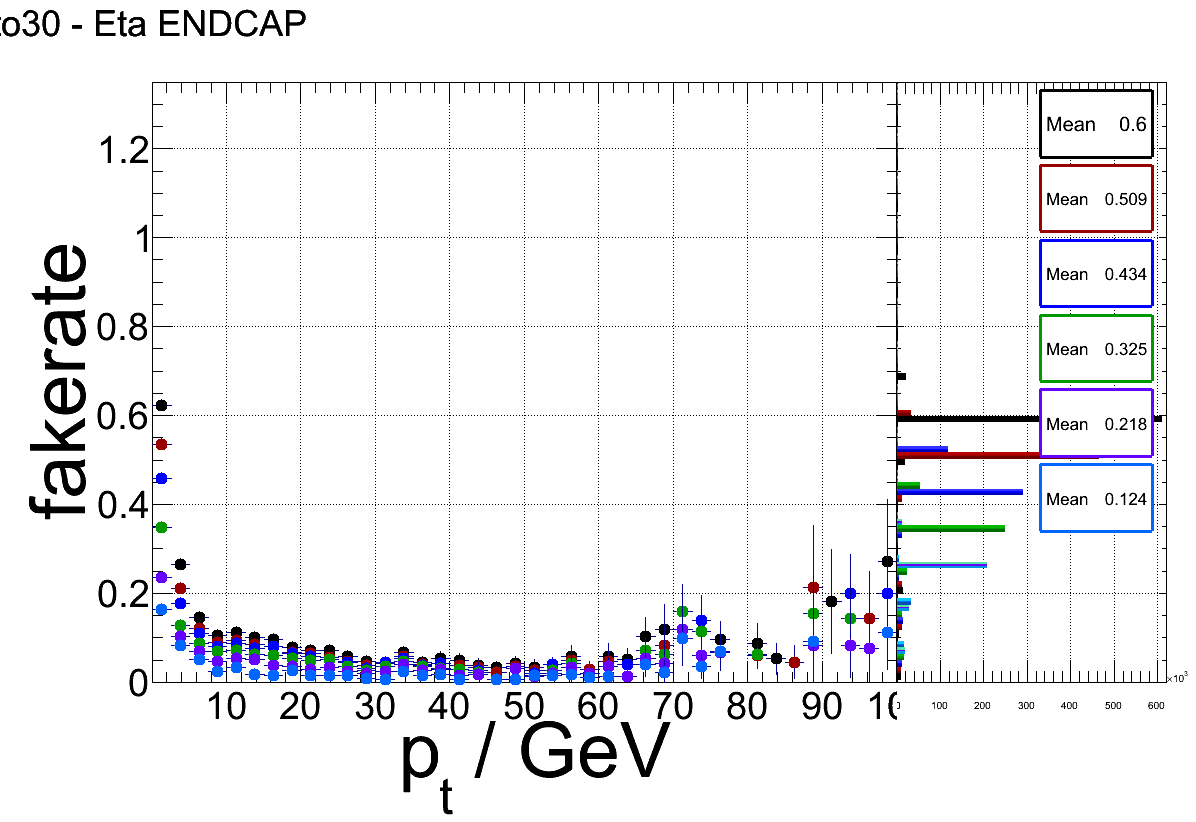 to30 - Eta ENDCAP
1.2
1
0.8
0.6
0.4
0.2
0
fakerate
10 20 30 40 50 60 70 80 90 10
p t / GeV
Mean 0.6
Mean 0.509
Mean 0.434
Mean 0.325
Mean 0.218
Mean 0.124
0 100 200 300 400 500 600
×10³